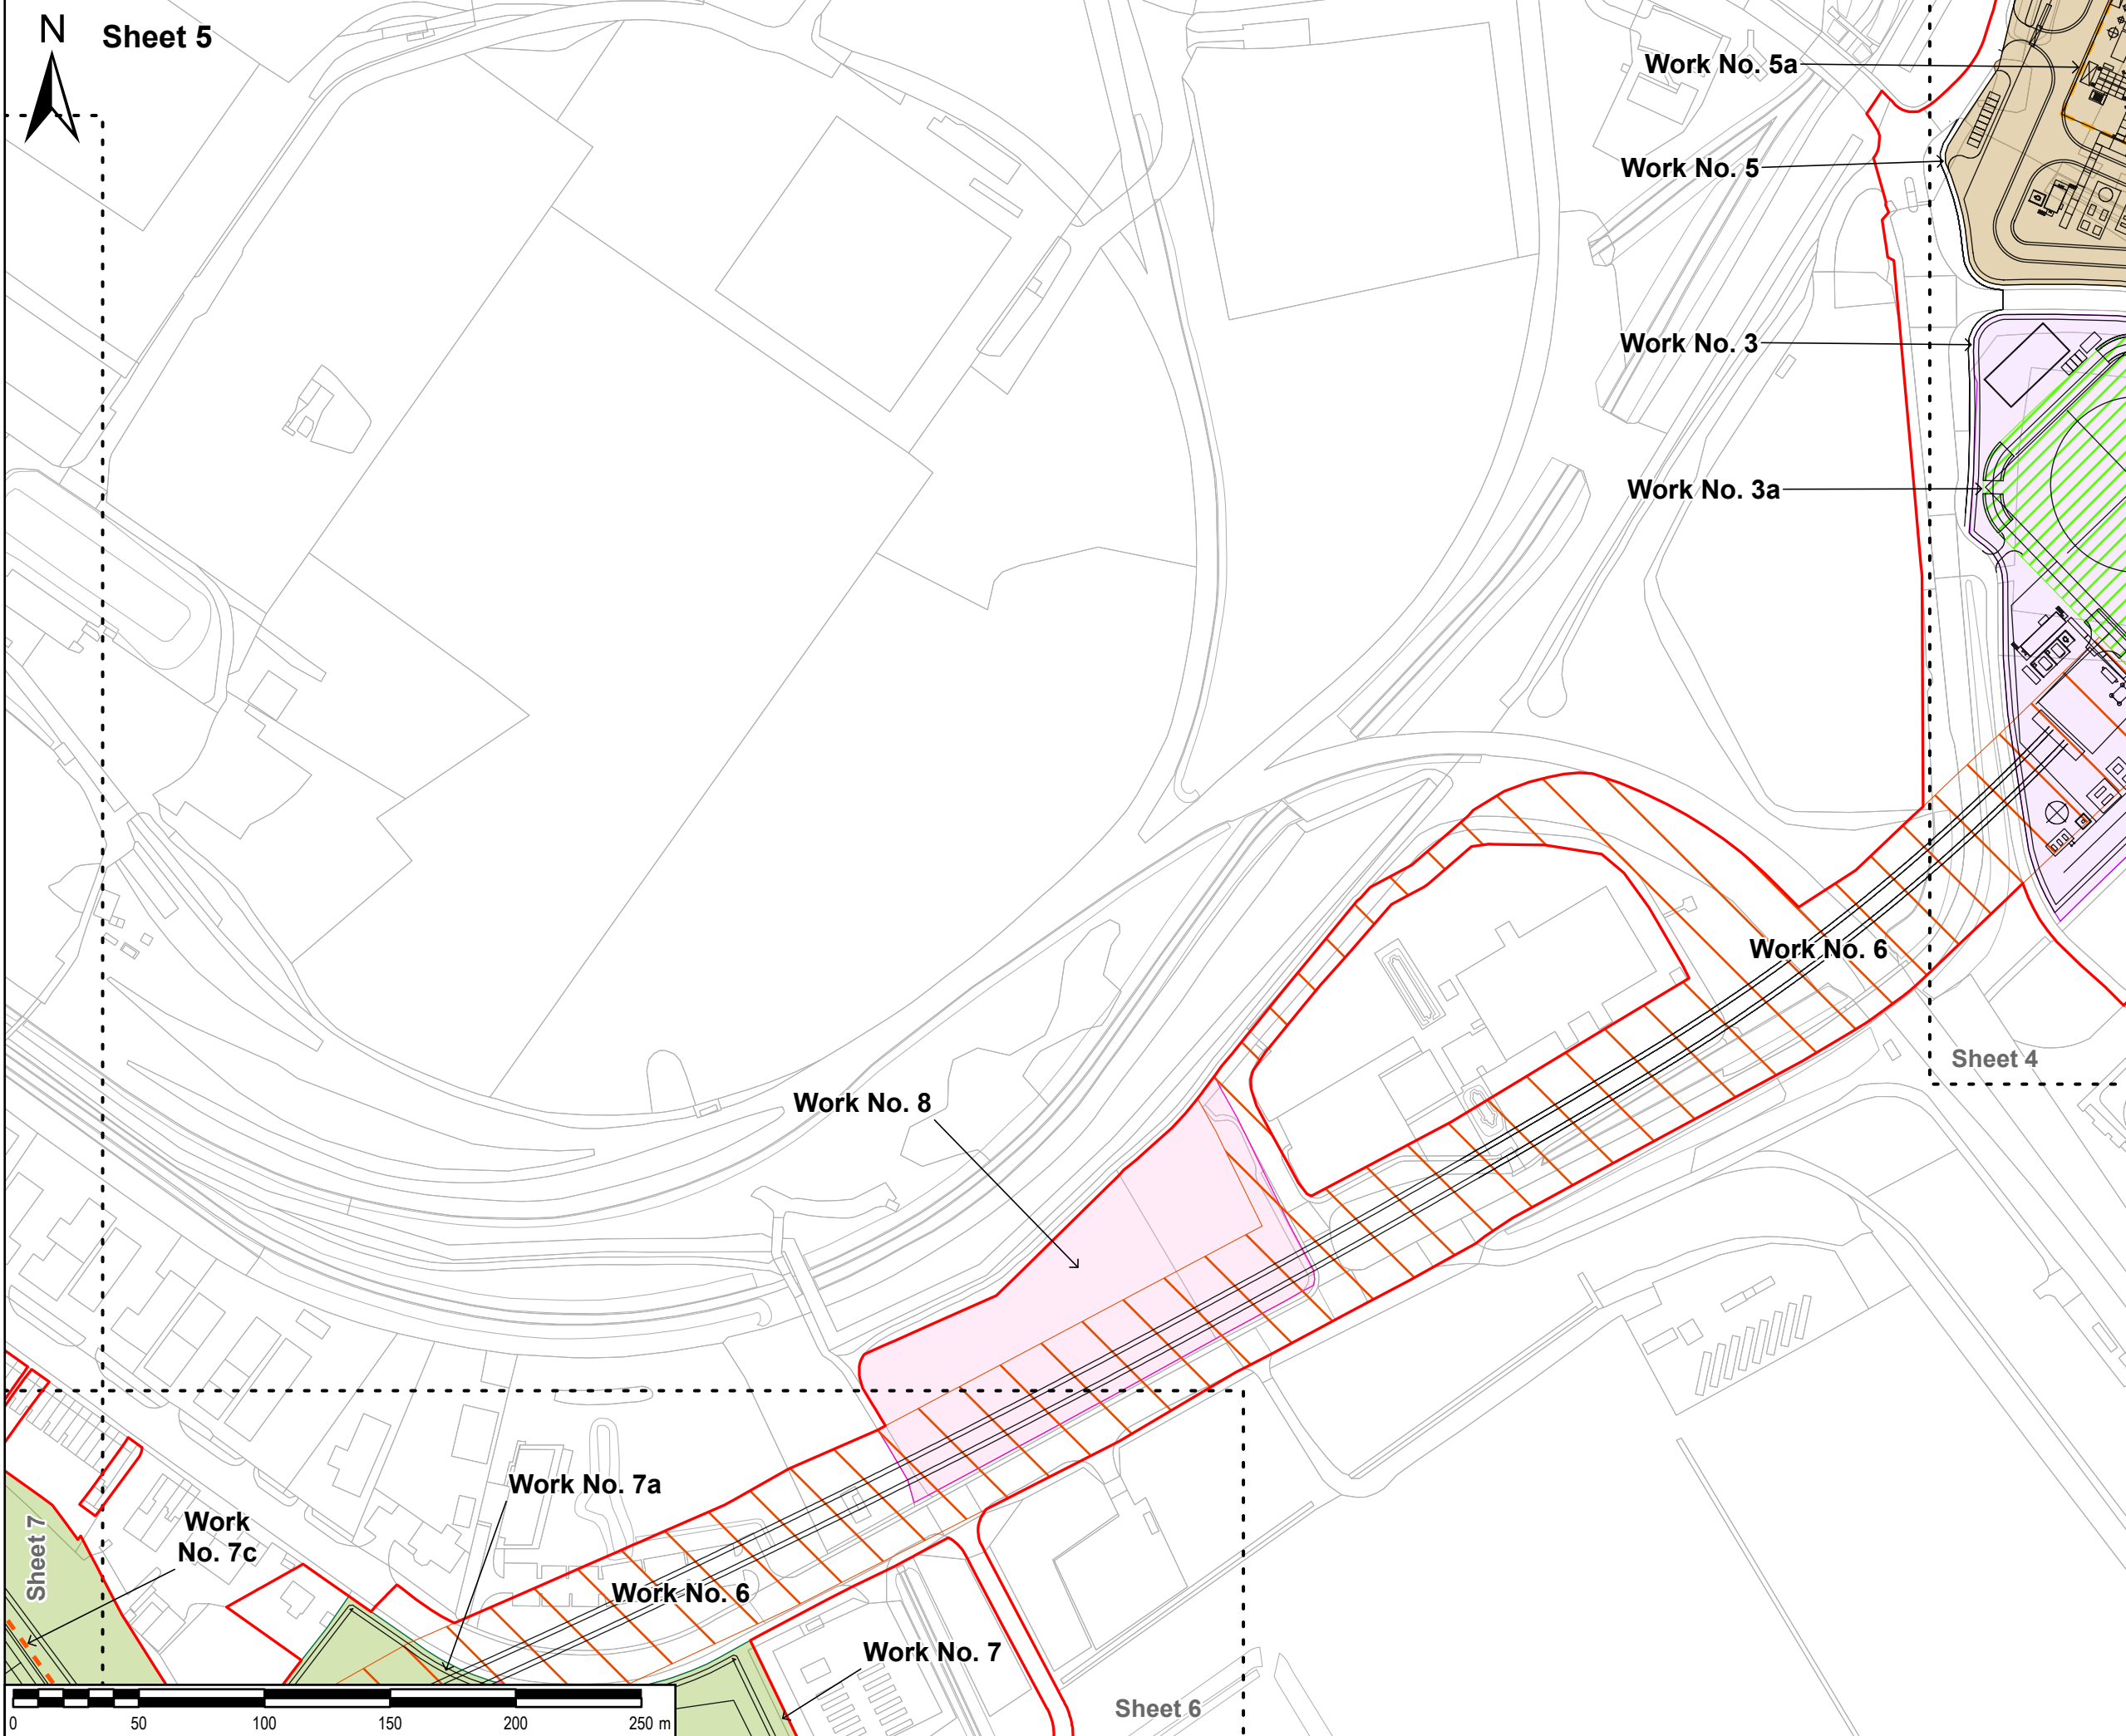 N
Sheet 5
Work No. 5a
Work No. 5
Work No. 3
Work No. 3a
Work No. 6
Sheet 4
Work No. 8
Work No. 7a
Work
No. 7c
Sheet 7
Work No. 6
Work No. 7
Sheet 6
0 50 100 150 200 250 m